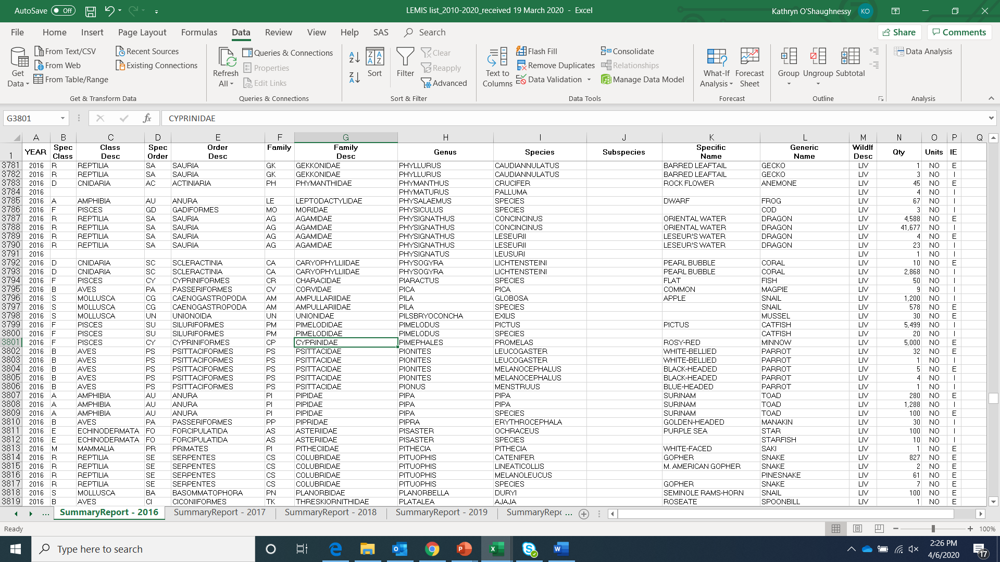 AutoSave Off LEMIS list_2010-2020_received 19 March 2020 - Excel Kathryn O'Shaughnessy KO
File Home Insert Page Layout Formulas Data Review View Help SAS Search Share Comments
Get Data From Text/CSV From Web From Table/Range Recent Sources Existing Connections
Refresh All Queries & Connections Properties Edit Links
Sort Filter Clear Reapply Advanced
Text to Columns Flash Fill Remove Duplicates Data Validation Consolidate Relationships Manage Data Model
What-If Analysis Forecast Sheet Group Ungroup Subtotal Data Analysis
Get & Transform Data Queries & Connections Sort & Filter Data Tools Forecast Outline Analysis
G3801 fx CYPRINIDAE
A B C D E F G H I J K L M N O P Q
1 YEAR Spec Class Class Desc Spec Order Order Desc Family Family Desc Genus Species Subspecies Specific Name Generic Name Wildlf Desc Qty Units IE
3781 2016 R REPTILIA SA SAURIA GK GEKKONIDAE PHYLLURUS CAUDIANNULATUS BARRED LEAFTAIL GECKO LIV 1 NO E
3782 2016 R REPTILIA SA SAURIA GK GEKKONIDAE PHYLLURUS CAUDIANNULATUS BARRED LEAFTAIL GECKO LIV 3 NO I
3783 2016 D CNIDARIA AC ACTINIARIA PH PHYMANTHIDAE PHYMANTHUS CRUCIFER ROCK FLOWER ANEMONE LIV 45 NO E
3784 2016 PHYMATURUS PALLUMA LIV 4 NO I
3785 2016 A AMPHIBIA AU ANURA LE LEPTODACTYLIDAE PHYSALAEMUS SPECIES DWARF FROG LIV 67 NO I
3786 2016 F PISCES GD GADIFORMES MO MORIDAE PHYSICULUS SPECIES COD LIV 3 NO I
3787 2016 R REPTILIA SA SAURIA AG AGAMIDAE PHYSIGNATHUS CONCINCINUS ORIENTAL WATER DRAGON LIV 4,588 NO E
3788 2016 R REPTILIA SA SAURIA AG AGAMIDAE PHYSIGNATHUS CONCINCINUS ORIENTAL WATER DRAGON LIV 41,677 NO I
3789 2016 R REPTILIA SA SAURIA AG AGAMIDAE PHYSIGNATHUS LESEURII LESEUR'S WATER DRAGON LIV 4 NO E
3790 2016 R REPTILIA SA SAURIA AG AGAMIDAE PHYSIGNATHUS LESEURII LESEUR'S WATER DRAGON LIV 23 NO I
3791 2016 PHYSIGNATUS LEUSURI LIV 1 NO I
3792 2016 D CNIDARIA SC SCLERACTINIA CA CARYOPHYLLIIDAE PHYSOGYRA LICHTENSTEINI PEARL BUBBLE CORAL LIV 10 NO E
3793 2016 D CNIDARIA SC SCLERACTINIA CA CARYOPHYLLIIDAE PHYSOGYRA LICHTENSTEINI PEARL BUBBLE CORAL LIV 2,868 NO I
3794 2016 F PISCES CY CYPRINIFORMES CR CHARACIDAE PIARACTUS SPECIES FLAT FISH LIV 50 NO I
3795 2016 B AVES PA PASSERIFORMES CV CORVIDAE PICA PICA COMMON MAGPIE LIV 9 NO I
3796 2016 S MOLLUSCA CG CAENOGASTROPODA AM AMPULLARIIDAE PILA GLOBOSA APPLE SNAIL LIV 1,200 NO I
3797 2016 S MOLLUSCA CG CAENOGASTROPODA AM AMPULLARIIDAE PILA SPECIES SNAIL LIV 578 NO E
3798 2016 S MOLLUSCA UN UNIONOIDA UN UNIONIDAE PILSBRYOCONCHA EXILIS MUSSEL LIV 30 NO E
3799 2016 F PISCES SU SILURIFORMES PM PIMELODIDAE PIMELODUS PICTUS PICTUS CATFISH LIV 5,499 NO I
3800 2016 F PISCES SU SILURIFORMES PM PIMELODIDAE PIMELODUS SPECIES CATFISH LIV 20 NO I
3801 2016 F PISCES CY CYPRINIFORMES CP CYPRINIDAE PIMEPHALES PROMELAS ROSY-RED MINNOW LIV 5,000 NO E
3802 2016 B AVES PS PSITTACIFORMES PS PSITTACIDAE PIONITES LEUCOGASTER WHITE-BELLIED PARROT LIV 32 NO E
3803 2016 B AVES PS PSITTACIFORMES PS PSITTACIDAE PIONITES LEUCOGASTER WHITE-BELLIED PARROT LIV 1 NO I
3804 2016 B AVES PS PSITTACIFORMES PS PSITTACIDAE PIONITES MELANOCEPHALUS BLACK-HEADED PARROT LIV 5 NO E
3805 2016 B AVES PS PSITTACIFORMES PS PSITTACIDAE PIONITES MELANOCEPHALUS BLACK-HEADED PARROT LIV 4 NO I
3806 2016 B AVES PS PSITTACIFORMES PS PSITTACIDAE PIONUS MENSTRUUS BLUE-HEADED PARROT LIV 1 NO I
3807 2016 A AMPHIBIA AU ANURA PI PIPIDAE PIPA PIPA SURINAM TOAD LIV 280 NO E
3808 2016 A AMPHIBIA AU ANURA PI PIPIDAE PIPA PIPA SURINAM TOAD LIV 1,288 NO I
3809 2016 A AMPHIBIA AU ANURA PI PIPIDAE PIPA SPECIES SURINAM TOAD LIV 100 NO E
3810 2016 B AVES PA PASSERIFORMES PP PIPRIDAE PIPRA ERYTHROCEPHALA GOLDEN-HEADED MANAKIN LIV 30 NO I
3811 2016 E ECHINODERMATA FO FORCIPULATIDA AS ASTERIIDAE PISASTER OCHRACEUS PURPLE SEA STAR LIV 100 NO I
3812 2016 E ECHINODERMATA FO FORCIPULATIDA AS ASTERIIDAE PISASTER SPECIES STARFISH LIV 10 NO I
3813 2016 M MAMMALIA PR PRIMATES PI PITHECIIDAE PITHECIA PITHECIA WHITE-FACED SAKI LIV 1 NO E
3814 2016 R REPTILIA SE SERPENTES CS COLUBRIDAE PITUOPHIS CATENIFER GOPHER SNAKE LIV 827 NO E
3815 2016 R REPTILIA SE SERPENTES CS COLUBRIDAE PITUOPHIS LINEATICOLLIS M. AMERICAN GOPHER SNAKE LIV 2 NO E
3816 2016 R REPTILIA SE SERPENTES CS COLUBRIDAE PITUOPHIS MELANOLEUCUS PINESNAKE LIV 61 NO E
3817 2016 R REPTILIA SE SERPENTES CS COLUBRIDAE PITUOPHIS SPECIES GOPHER SNAKE LIV 7 NO E
3818 2016 S MOLLUSCA BA BASOMMATOPHORA PN PLANORBIDAE PLANORBELLA DURYI SEMINOLE RAMS-HORN SNAIL LIV 100 NO E
3819 2016 B AVES CI CICONIIFORMES TK THRESKIORNITHIDAE PLATALEA AJAJA ROSEATE SPOONBILL LIV 1 NO E
... SummaryReport - 2016 SummaryReport - 2017 SummaryReport - 2018 SummaryReport - 2019 SummaryRepo ...
Ready 100%
Type here to search 2:26 PM
4/6/2020 17